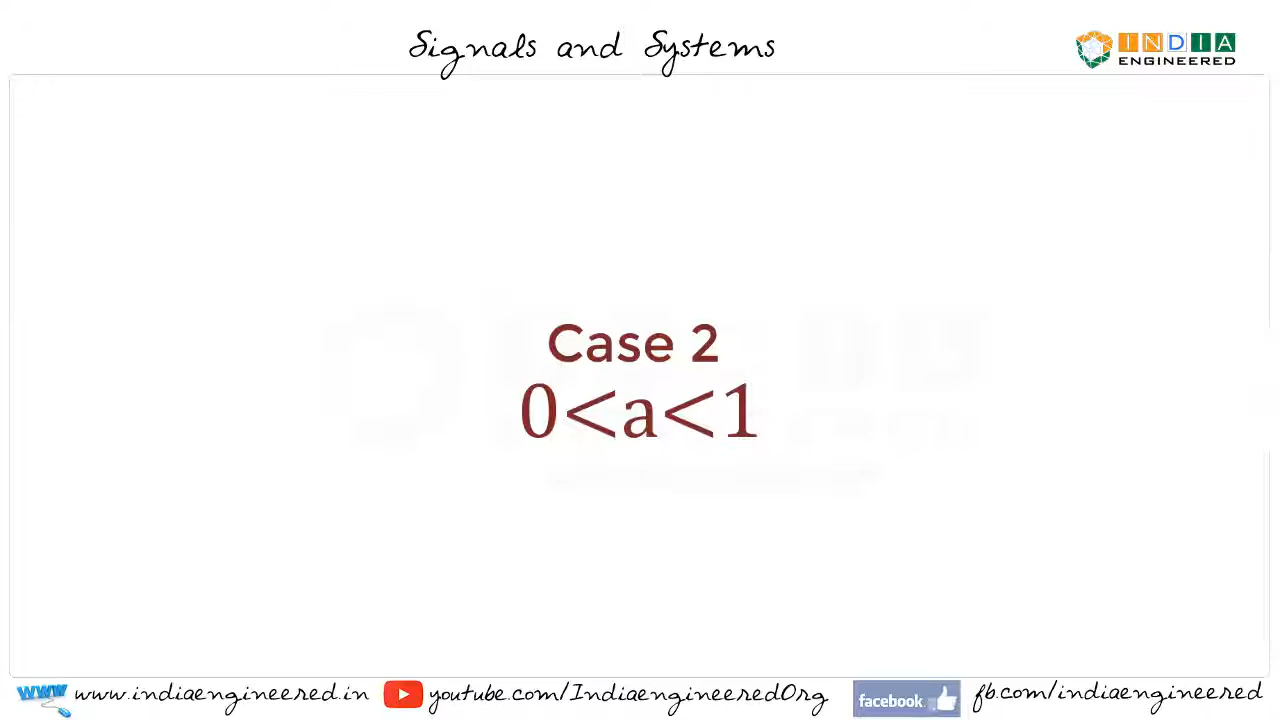 Signals and Systems
INDIA
ENGINEERED
Case 2
0<a<1
www www.indiaengineered.in youtube.com/IndiaengineeredOrg facebook fb.com/indiaengineered